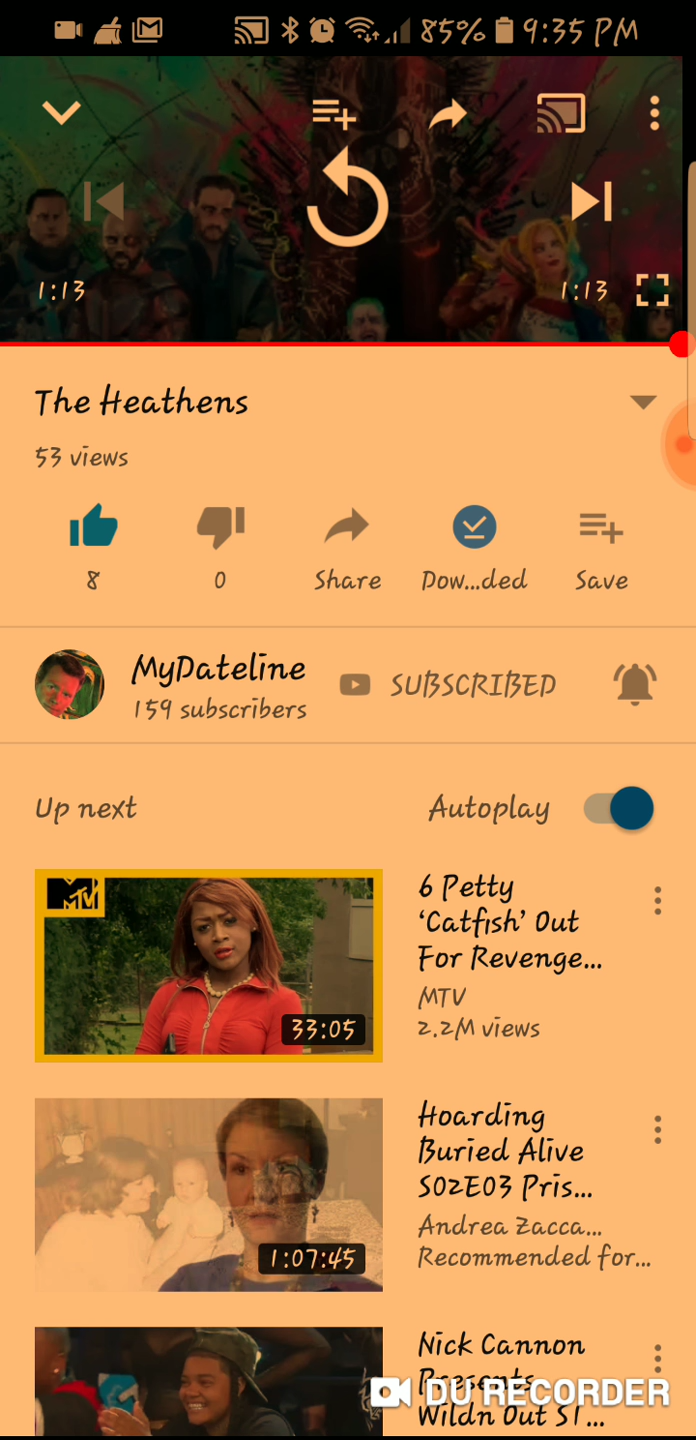 85% 9:35 PM
1:13 1:13
The Heathens
53 views
8 0 Share Dow...ded Save
MyDateline
159 subscribers
SUBSCRIBED
Up next Autoplay
MTV
33:05
6 Petty
‘Catfish’ Out
For Revenge...
MTV
2.2M views
1:07:45
Hoarding
Buried Alive
S02E03 Pris...
Andrea Zacca...
Recommended for...
Nick Cannon
Presents
Wildn Out S1...
DU RECORDER